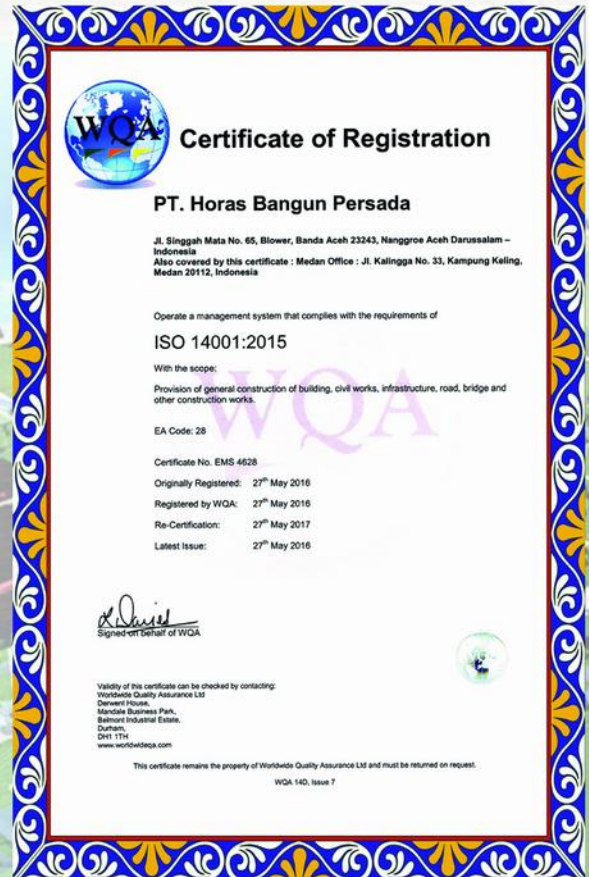 WQA
Certificate of Registration
PT. Horas Bangun Persada
Jl. Singgah Mata No. 65, Blower, Banda Aceh 23243, Nanggroe Aceh Darussalam –
Indonesia
Also covered by this certificate : Medan Office : Jl. Kalingga No. 33, Kampung Keling,
Medan 20112, Indonesia
Operate a management system that complies with the requirements of
ISO 14001:2015
With the scope:
Provision of general construction of building, civil works, infrastructure, road, bridge and
other construction works.
WQA
EA Code: 28
Certificate No. EMS 4628
Originally Registered: 27th May 2016
Registered by WQA: 27th May 2016
Re-Certification: 27th May 2017
Latest Issue: 27th May 2016
Signed on behalf of WQA
Validity of this certificate can be checked by contacting:
Worldwide Quality Assurance Ltd
Derwent House,
Mandale Business Park,
Belmont Industrial Estate,
Durham,
DH1 1TH
www.worldwideqa.com
This certificate remains the property of Worldwide Quality Assurance Ltd and must be returned on request.
WQA 14D, Issue 7